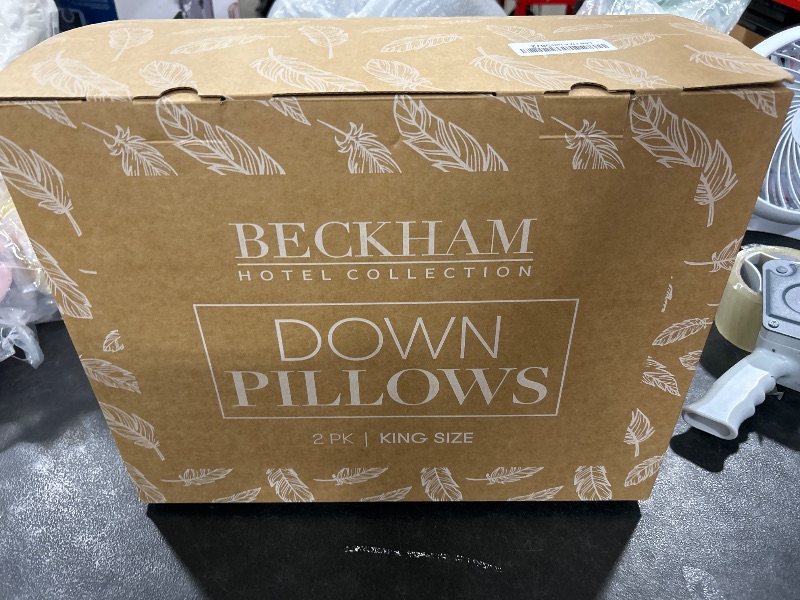 BECKHAM
HOTEL COLLECTION
DOWN
PILLOWS
2 PK | KING SIZE